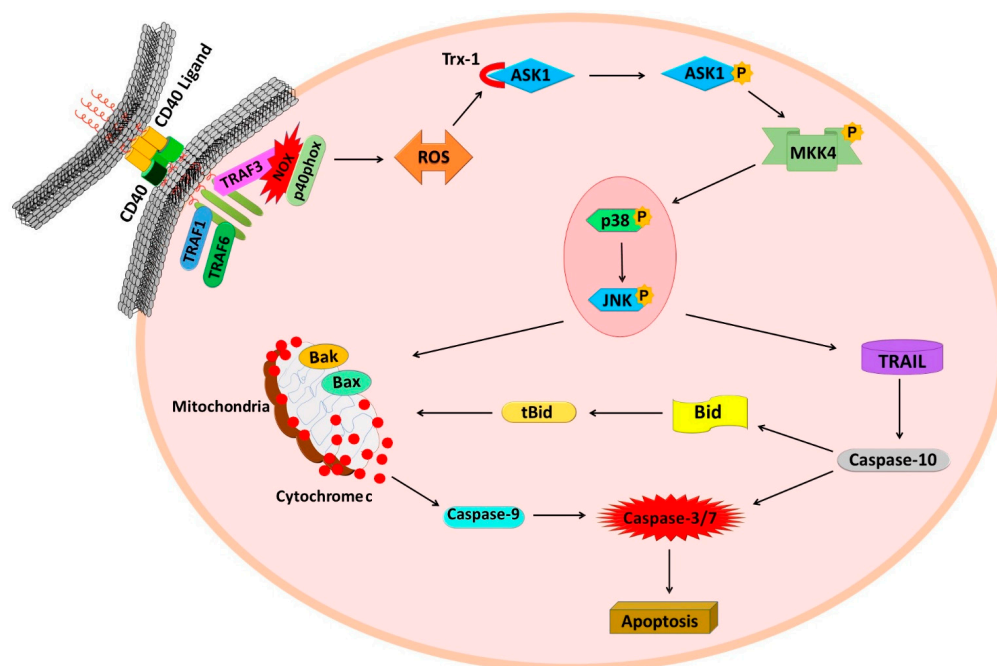 CD40 Ligand
CD40
TRAF3
NOX
p40phox
TRAF1
TRAF6
ROS
Trx-1
ASK1
ASK1
P
P
MKK4
p38
P
JNK
P
Bak
Bax
Mitochondria
Cytochrome c
tBid
Bid
TRAIL
Caspase-10
Caspase-9
Caspase-3/7
Apoptosis